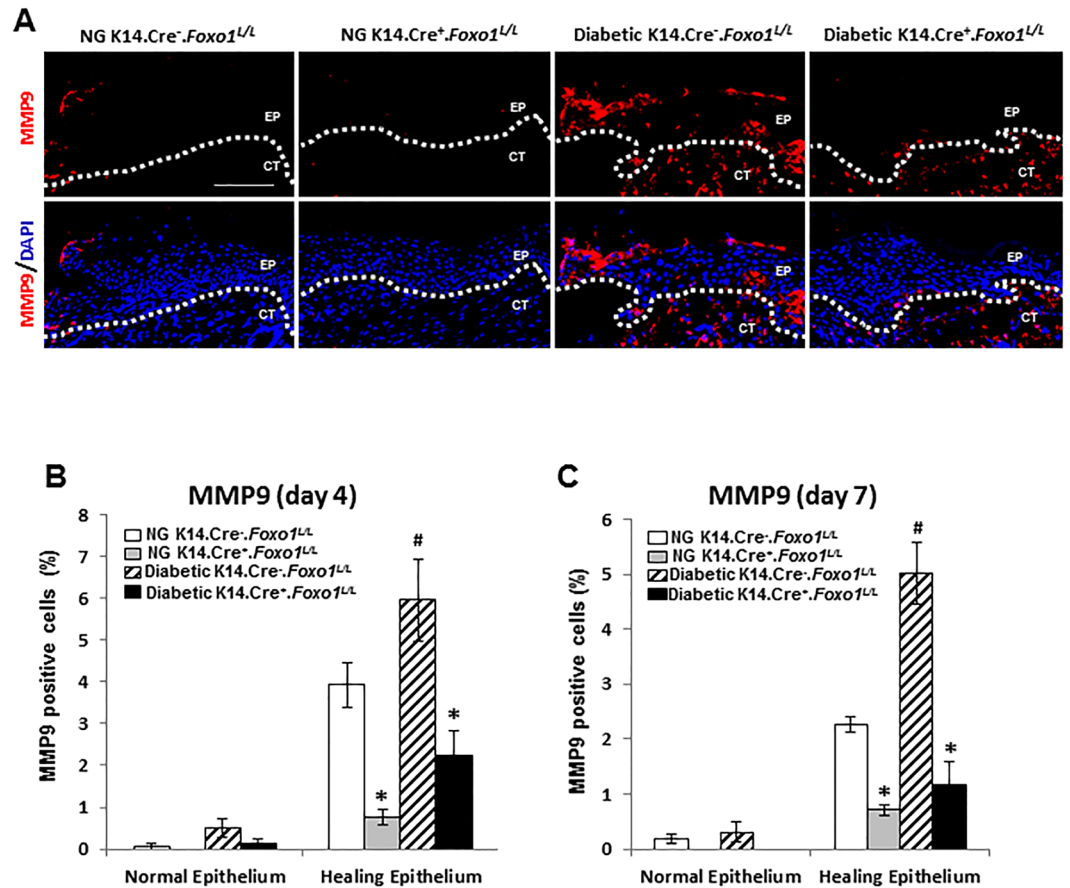 A
NG K14.Cre⁻.Foxo1ᴸ/ᴸ
NG K14.Cre⁺.Foxo1ᴸ/ᴸ
Diabetic K14.Cre⁻.Foxo1ᴸ/ᴸ
Diabetic K14.Cre⁺.Foxo1ᴸ/ᴸ
MMP9
EP
CT
EP
CT
EP
CT
EP
CT
MMP9/DAPI
EP
CT
EP
CT
EP
CT
EP
CT
B
MMP9 (day 4)
MMP9 positive cells (%)
8
7
6
5
4
3
2
1
0
NG K14.Cre⁻.Foxo1ᴸ/ᴸ
NG K14.Cre⁺.Foxo1ᴸ/ᴸ
Diabetic K14.Cre⁻.Foxo1ᴸ/ᴸ
Diabetic K14.Cre⁺.Foxo1ᴸ/ᴸ
*
#
*
Normal Epithelium
Healing Epithelium
C
MMP9 (day 7)
MMP9 positive cells (%)
6
5
4
3
2
1
0
NG K14.Cre⁻.Foxo1ᴸ/ᴸ
NG K14.Cre⁺.Foxo1ᴸ/ᴸ
Diabetic K14.Cre⁻.Foxo1ᴸ/ᴸ
Diabetic K14.Cre⁺.Foxo1ᴸ/ᴸ
*
#
*
Normal Epithelium
Healing Epithelium